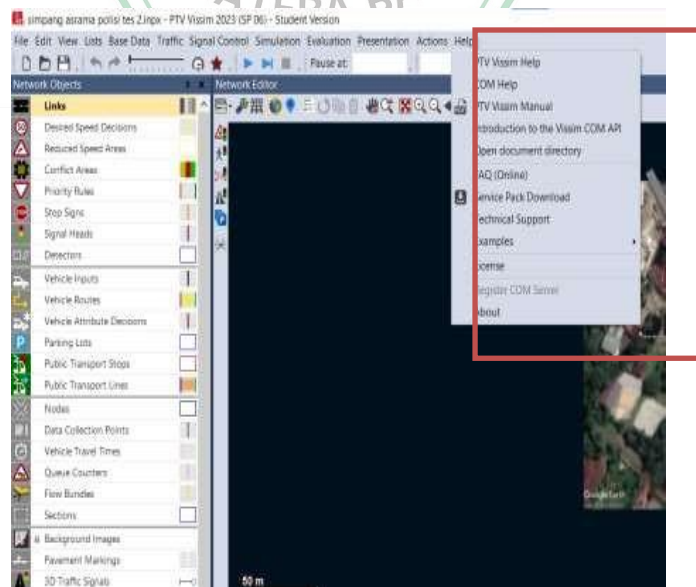 simpang asrama polisi tes 2.inpx - PTV Vissim 2023 (SP 06) - Student Version
File Edit View Lists Base Data Traffic Signal Control Simulation Evaluation Presentation Actions Help
Pause at:
Network Objects
Network Editor
Links
Desired Speed Decisions
Reduced Speed Areas
Conflict Areas
Priority Rules
Stop Signs
Signal Heads
Detectors
Vehicle Inputs
Vehicle Routes
Vehicle Attribute Decisions
Parking Lots
Public Transport Stops
Public Transport Lines
Nodes
Data Collection Points
Vehicle Travel Times
Queue Counters
Flow Bundles
Sections
Background Images
Pavement Markings
3D Traffic Signals
PTV Vissim Help
COM Help
PTV Vissim Manual
Introduction to the Vissim COM API
Open document directory
FAQ (Online)
Service Pack Download
Technical Support
Examples
License
Register COM Server
About
Google Earth
50 m